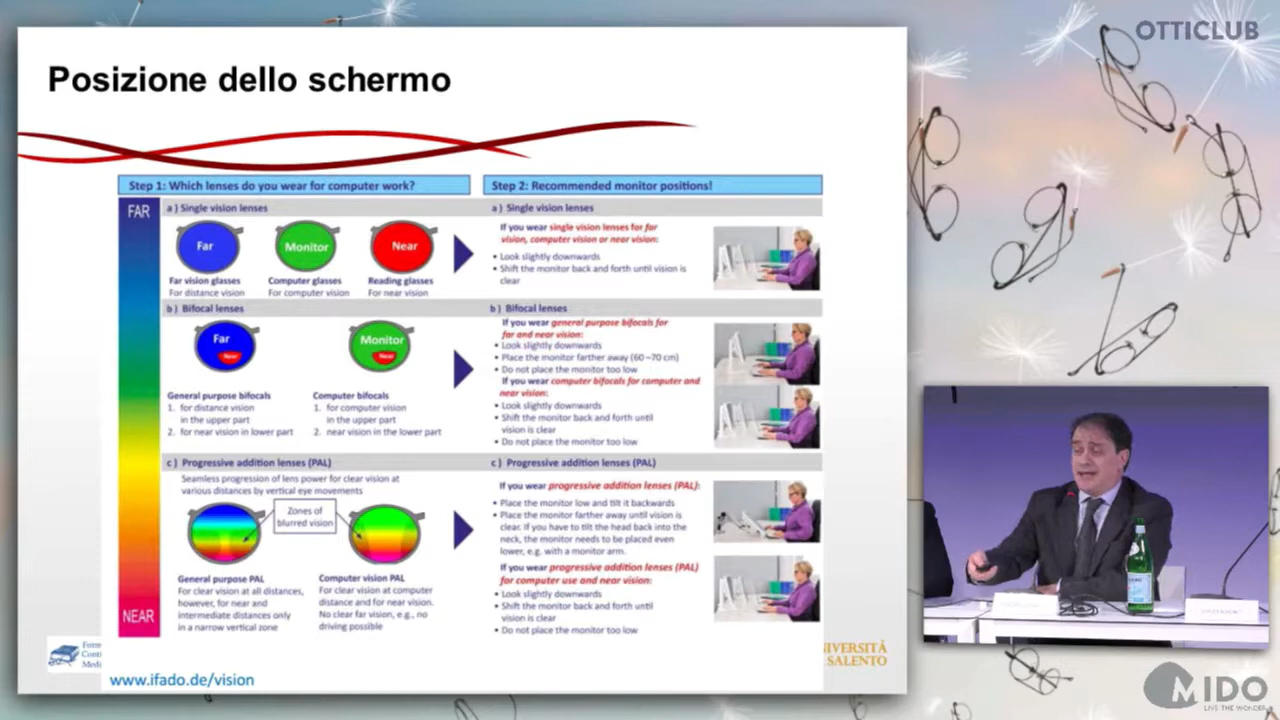 OTTICLUB
Posizione dello schermo
Step 1: Which lenses do you wear for computer work?
FAR
a ) Single vision lenses
Far
Monitor
Near
Far vision glasses
For distance vision
Computer glasses
For computer vision
Reading glasses
For near vision
b ) Bifocal lenses
Far
Near
Monitor
Near
General purpose bifocals
1. for distance vision
in the upper part
2. for near vision in lower part
Computer bifocals
1. for computer vision
in the upper part
2. near vision in the lower part
c ) Progressive addition lenses (PAL)
Seamless progression of lens power for clear vision at
various distances by vertical eye movements
Zones of
blurred vision
General purpose PAL
For clear vision at all distances,
however, for near and
intermediate distances only
in a narrow vertical zone
Computer vision PAL
For clear vision at computer
distance and for near vision.
No clear far vision, e.g., no
driving possible
NEAR
Step 2: Recommended monitor positions!
a ) Single vision lenses
If you wear single vision lenses for far
vision, computer vision or near vision:
• Look slightly downwards
• Shift the monitor back and forth until vision is
clear
b ) Bifocal lenses
If you wear general purpose bifocals for
far and near vision:
• Look slightly downwards
• Place the monitor farther away (60 –70 cm)
• Do not place the monitor too low
If you wear computer bifocals for computer and
near vision:
• Look slightly downwards
• Shift the monitor back and forth until
vision is clear
• Do not place the monitor too low
c ) Progressive addition lenses (PAL)
If you wear progressive addition lenses (PAL):
• Place the monitor low and tilt it backwards
• Place the monitor farther away until vision is
clear. If you have to tilt the head back into the
neck, the monitor needs to be placed even
lower, e.g. with a monitor arm.
If you wear progressive addition lenses (PAL)
for computer use and near vision:
• Look slightly downwards
• Shift the monitor back and forth until
vision is clear
• Do not place the monitor too low
SALENTO
www.ifado.de/vision
MIDO
LIVE THE WONDER